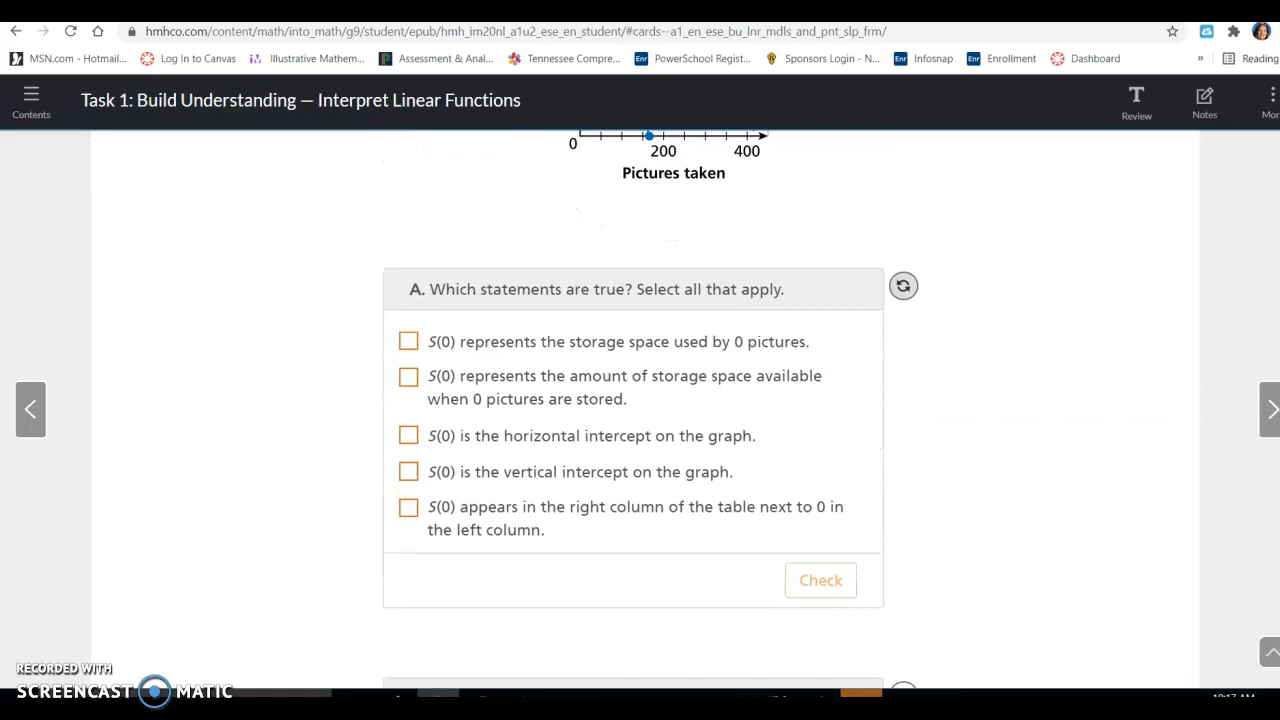 hmhco.com/content/math/into_math/g9/student/epub/hmh_im20nl_a1u2_ese_en_student/#cards--a1_en_ese_bu_lnr_mdls_and_pnt_slp_frm/
MSN.com - Hotmail... Log In to Canvas Illustrative Mathem... Assessment & Anal... Tennessee Compre... Enr PowerSchool Regist... Sponsors Login - N... Enr Infosnap Enr Enrollment Dashboard » Reading
Contents
Task 1: Build Understanding — Interpret Linear Functions
T Review
Notes
Mor
0 200 400
Pictures taken
A. Which statements are true? Select all that apply.
S(0) represents the storage space used by 0 pictures.
S(0) represents the amount of storage space available
when 0 pictures are stored.
S(0) is the horizontal intercept on the graph.
S(0) is the vertical intercept on the graph.
S(0) appears in the right column of the table next to 0 in
the left column.
Check
RECORDED WITH
SCREENCAST MATIC